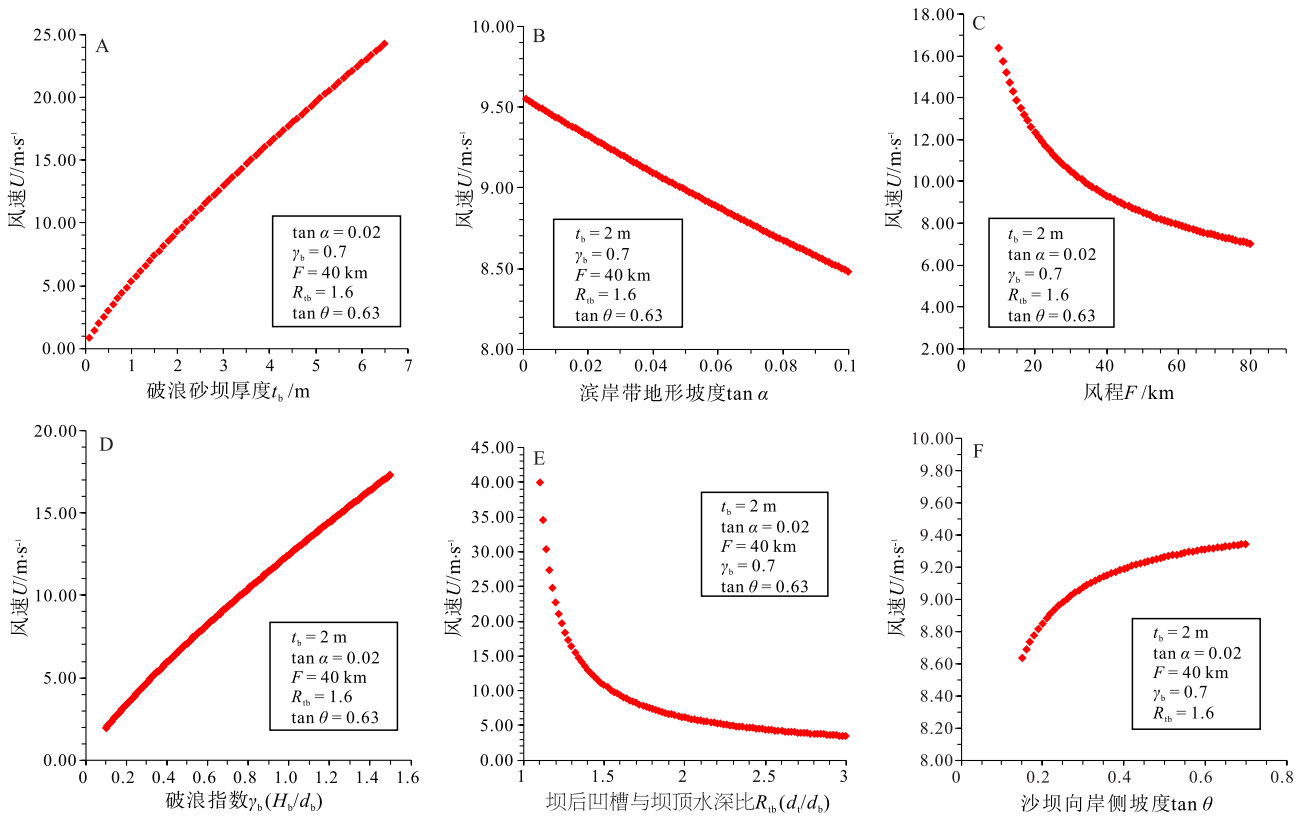 A
25.00
20.00
15.00
10.00
5.00
0.00
风速U/m·s⁻¹
tan α = 0.02
γb = 0.7
F = 40 km
Rtb = 1.6
tan θ = 0.63
0 1 2 3 4 5 6 7
破浪砂坝厚度tb /m
B
10.00
9.50
9.00
8.50
8.00
风速U/m·s⁻¹
tb = 2 m
γb = 0.7
F = 40 km
Rtb = 1.6
tan θ = 0.63
0 0.02 0.04 0.06 0.08 0.1
滨岸带地形坡度tan α
C
18.00
16.00
14.00
12.00
10.00
8.00
6.00
4.00
2.00
风速U/m·s⁻¹
tb = 2 m
tan α = 0.02
γb = 0.7
Rtb = 1.6
tan θ = 0.63
0 20 40 60 80
风程F /km
D
20.00
15.00
10.00
5.00
0.00
风速U/m·s⁻¹
tb = 2 m
tan α = 0.02
F = 40 km
Rtb = 1.6
tan θ = 0.63
0 0.2 0.4 0.6 0.8 1.0 1.2 1.4 1.6
破浪指数γb(Hb/db)
E
45.00
40.00
35.00
30.00
25.00
20.00
15.00
10.00
5.00
0.00
风速U/m·s⁻¹
tb = 2 m
tan α = 0.02
F = 40 km
γb = 0.7
tan θ = 0.63
1 1.5 2 2.5 3
坝后凹槽与坝顶水深比Rtb(dt/db)
F
10.00
9.80
9.60
9.40
9.20
9.00
8.80
8.60
8.40
8.20
8.00
风速U/m·s⁻¹
tb = 2 m
tan α = 0.02
F = 40 km
γb = 0.7
Rtb = 1.6
0 0.2 0.4 0.6 0.8
沙坝向岸侧坡度tan θ